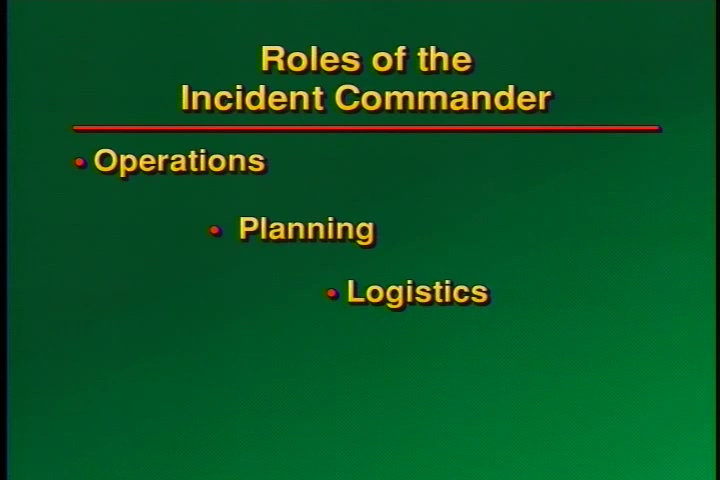 Roles of the
Incident Commander
• Operations
• Planning
• Logistics